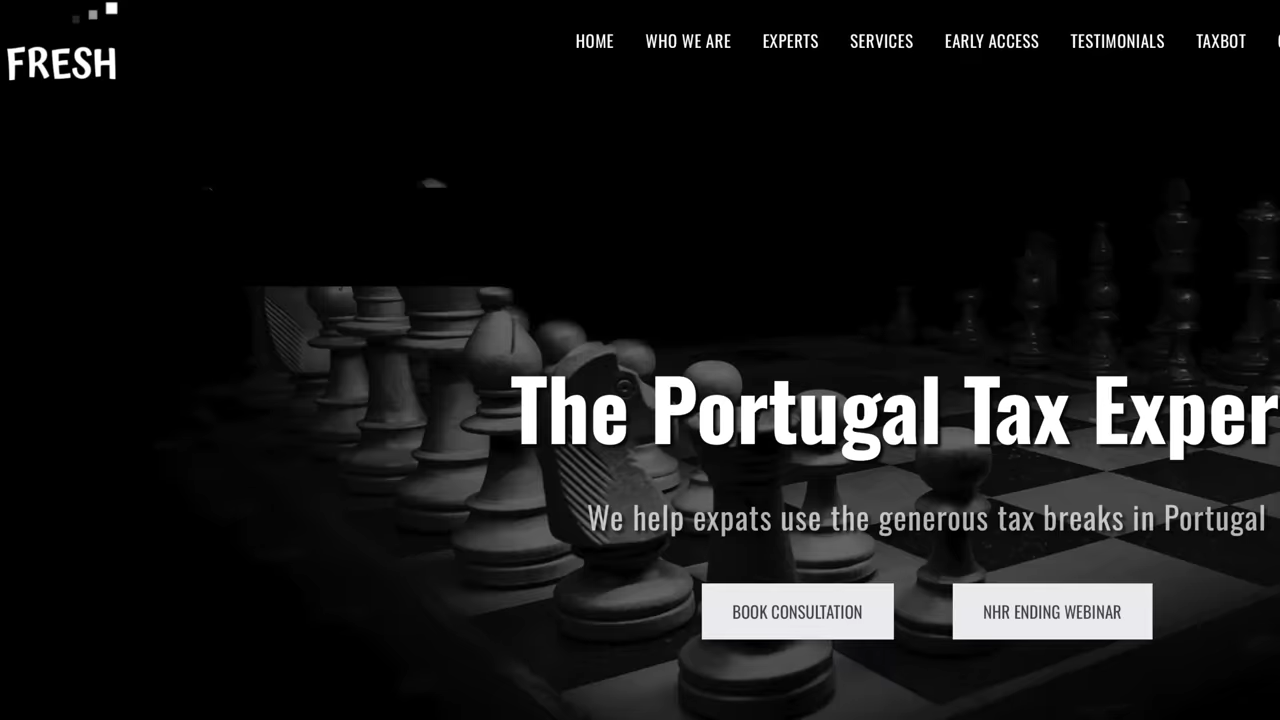 FRESH
HOME WHO WE ARE EXPERTS SERVICES EARLY ACCESS TESTIMONIALS TAXBOT
The Portugal Tax Exper
We help expats use the generous tax breaks in Portugal
BOOK CONSULTATION NHR ENDING WEBINAR